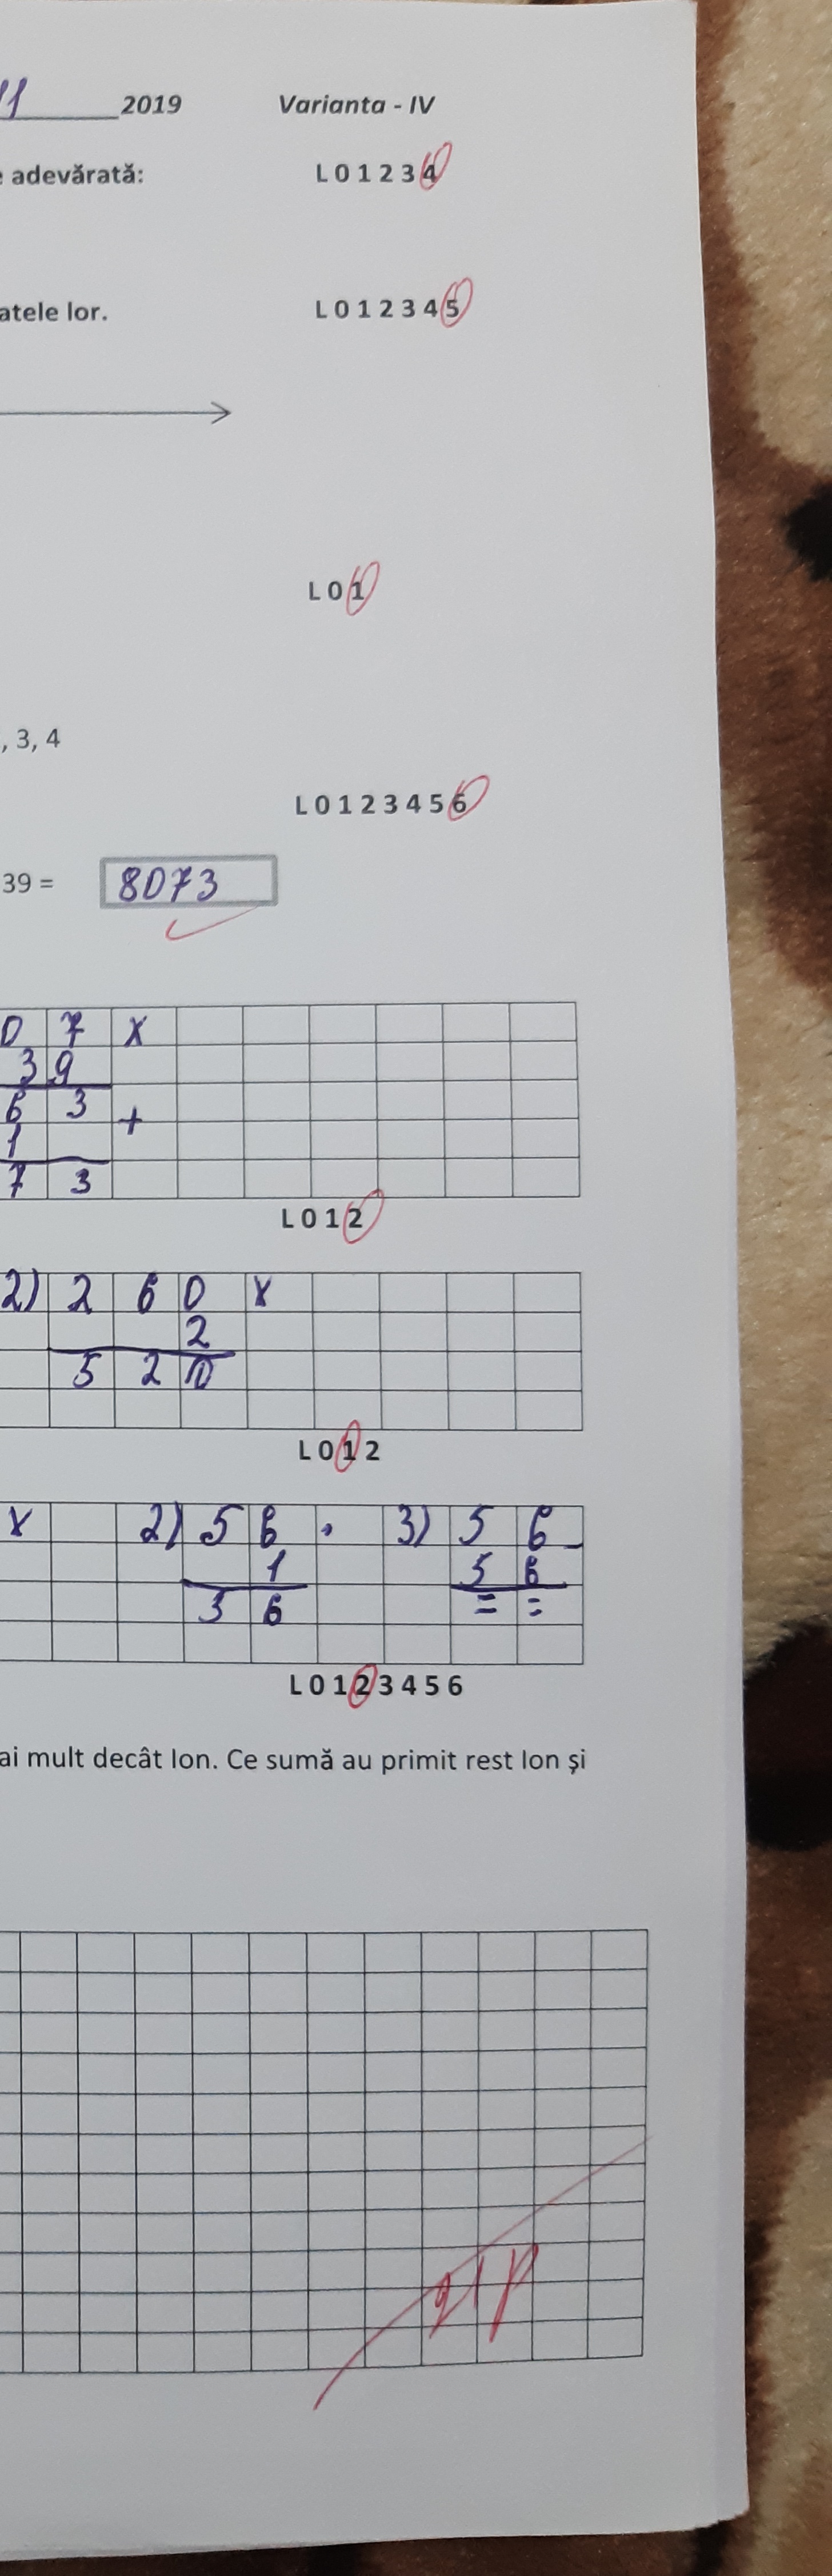 11 2019 Varianta - IV
e adevărată: L 0 1 2 3 4
atele lor. L 0 1 2 3 4 5
L 0 1
, 3, 4
L 0 1 2 3 4 5 6
39 = 8073
0 7 x
3 9
6 3 +
1
7 3
L 0 1 2
2) 2 6 0 x
2
5 2 0
L 0 1 2
x 2) 5 6 . 3) 5 6 -
1 5 6
3 6 = =
L 0 1 2 3 4 5 6
ai mult decât Ion. Ce sumă au primit rest Ion și
21p